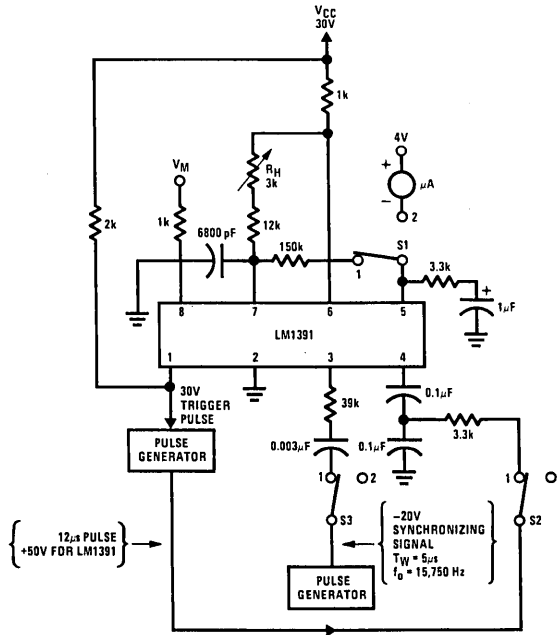 VCC
30V
1k
4V
VM
RH
3k
+
μA
−
2
2k
1k
12k
6800 pF
150k
S1
1
3.3k
+
1μF
8
7
6
5
LM1391
1
2
3
4
30V
TRIGGER
PULSE
39k
0.1μF
PULSE
GENERATOR
0.003μF
0.1μF
3.3k
1
2
1
S3
S2
12μs PULSE
+50V FOR LM1391
−20V
SYNCHRONIZING
SIGNAL
TW = 5μs
fo = 15,750 Hz
PULSE
GENERATOR